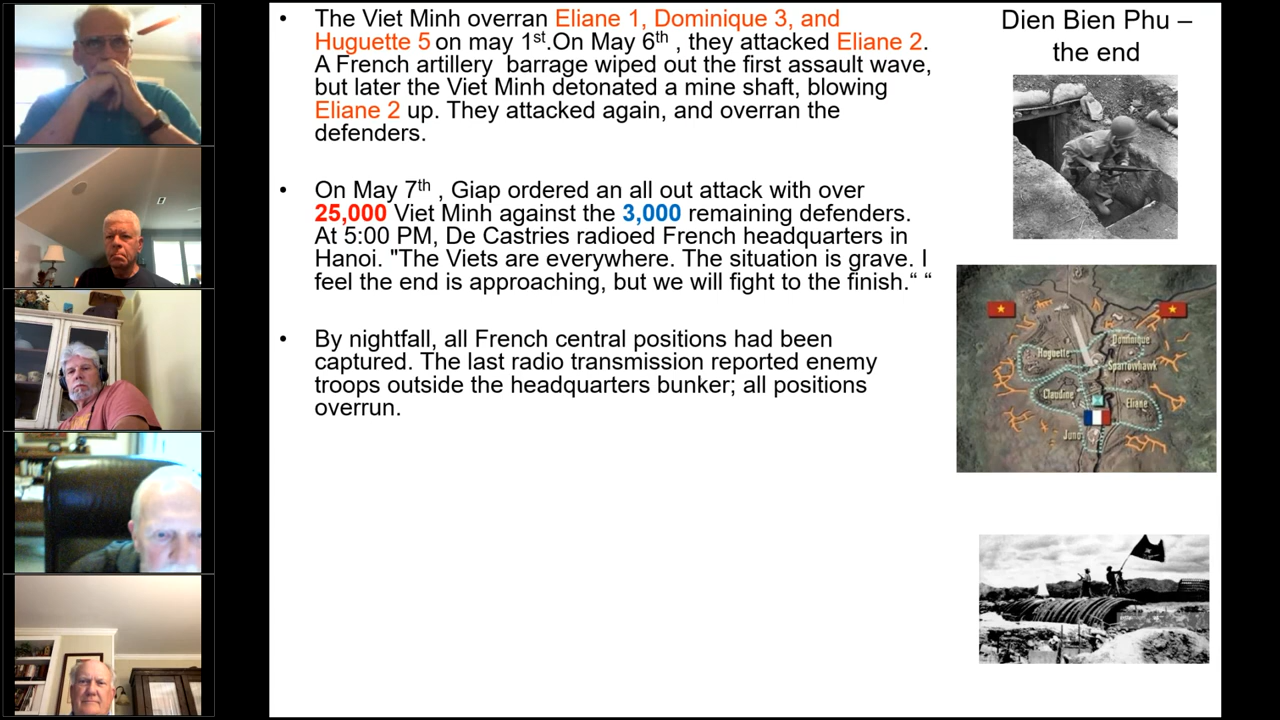 Dien Bien Phu –
the end
• The Viet Minh overran Eliane 1, Dominique 3, and
Huguette 5 on may 1st.On May 6th , they attacked Eliane 2.
A French artillery  barrage wiped out the first assault wave,
but later the Viet Minh detonated a mine shaft, blowing
Eliane 2 up. They attacked again, and overran the
defenders.
• On May 7th , Giap ordered an all out attack with over
25,000 Viet Minh against the 3,000 remaining defenders.
At 5:00 PM, De Castries radioed French headquarters in
Hanoi. "The Viets are everywhere. The situation is grave. I
feel the end is approaching, but we will fight to the finish.“ “
• By nightfall, all French central positions had been
captured. The last radio transmission reported enemy
troops outside the headquarters bunker; all positions
overrun.
Dominique
Huguette
Sparrowhawk
Claudine
Eliane
Juno